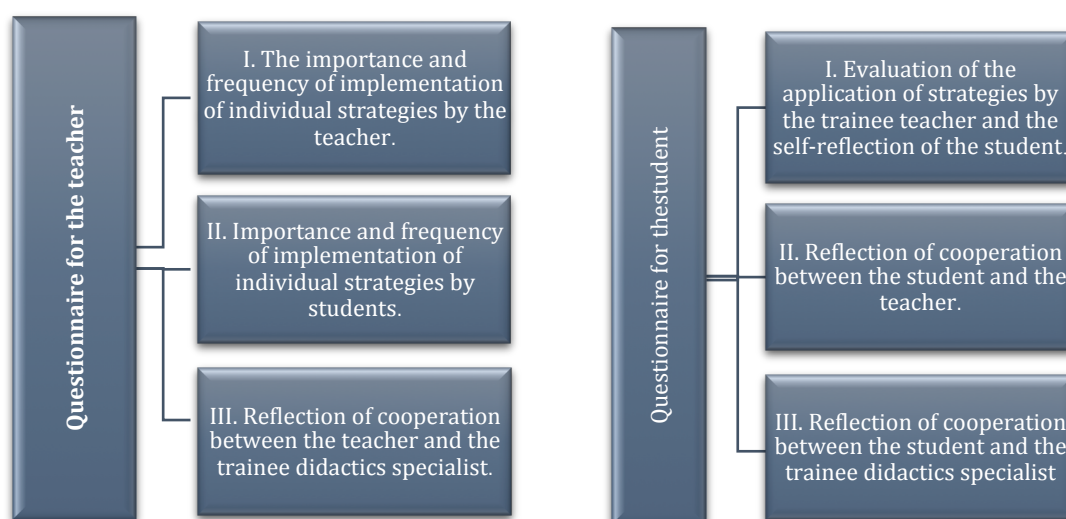 Questionnaire for the teacher
I. The importance and
frequency of implementation
of individual strategies by the
teacher.
II. Importance and frequency
of implementation of
individual strategies by
students.
III. Reflection of cooperation
between the teacher and the
trainee didactics specialist.
Questionnaire for thestudent
I. Evaluation of the
application of strategies by
the trainee teacher and the
self-reflection of the student.
II. Reflection of cooperation
between the student and the
teacher.
III. Reflection of cooperation
between the student and the
trainee didactics specialist